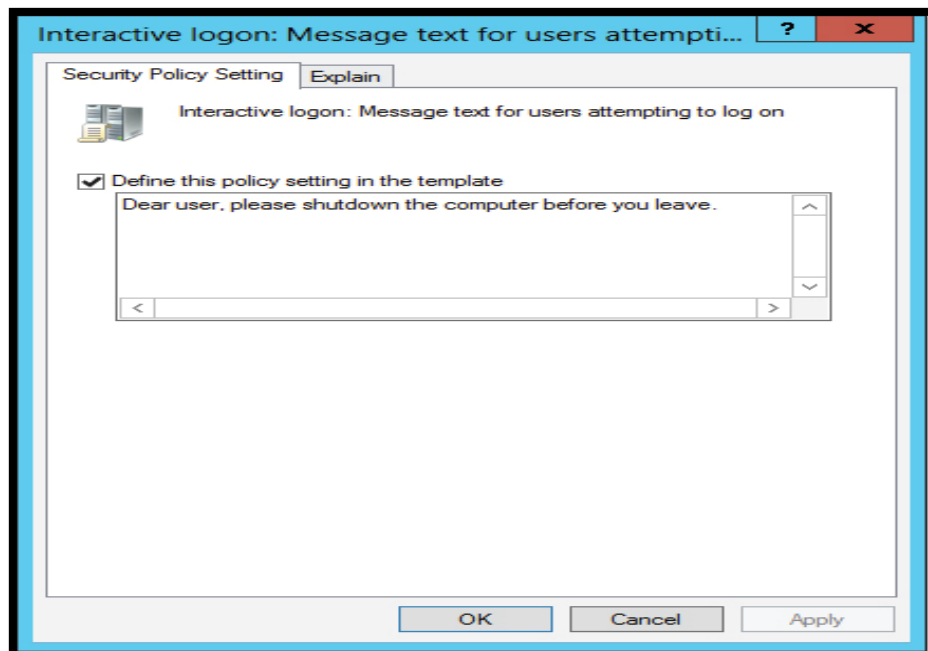 Interactive logon: Message text for users attempti...
? x
Security Policy Setting Explain
Interactive logon: Message text for users attempting to log on
Define this policy setting in the template
Dear user, please shutdown the computer before you leave.
OK Cancel Apply